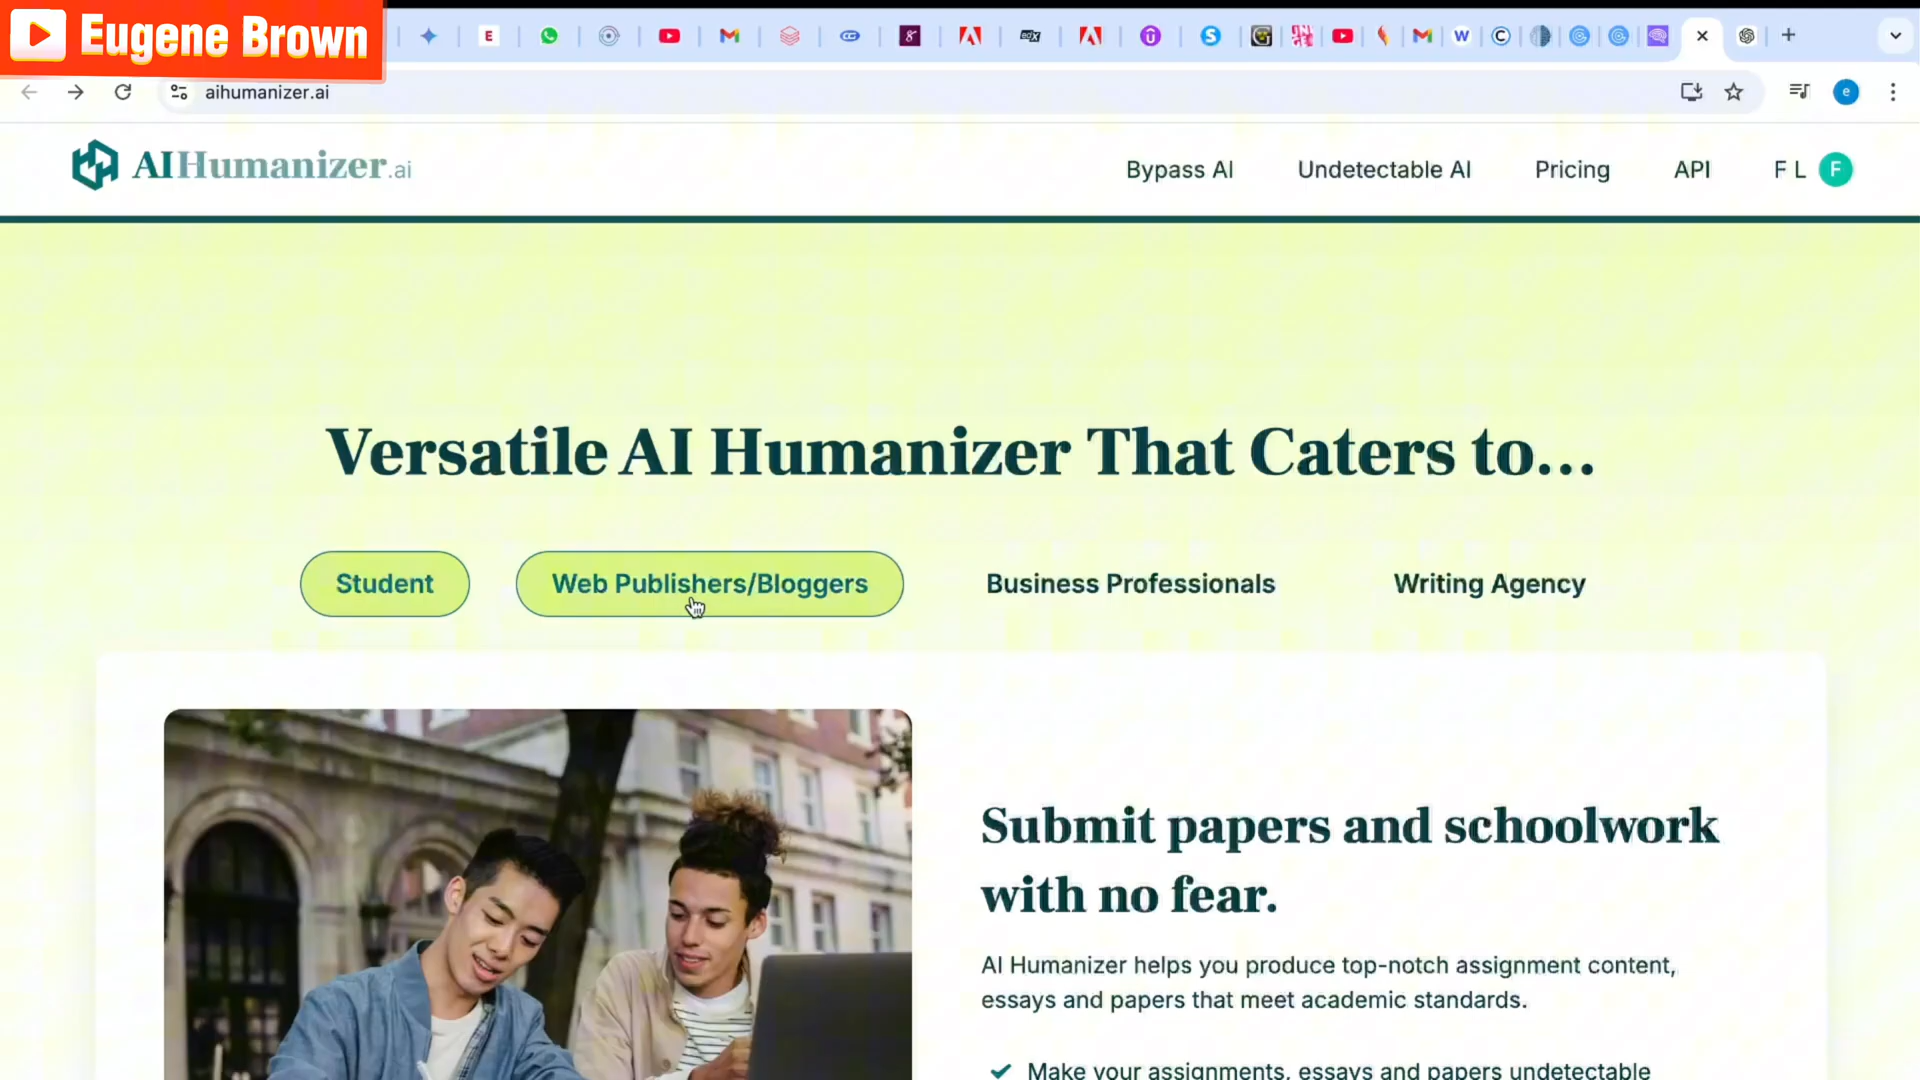 Eugene Brown
aihumanizer.ai
AIHumanizer.ai
Bypass AI
Undetectable AI
Pricing
API
F L
F
Versatile AI Humanizer That Caters to...
Student
Web Publishers/Bloggers
Business Professionals
Writing Agency
Submit papers and schoolwork
with no fear.
AI Humanizer helps you produce top-notch assignment content,
essays and papers that meet academic standards.
Make your assignments, essays and papers undetectable